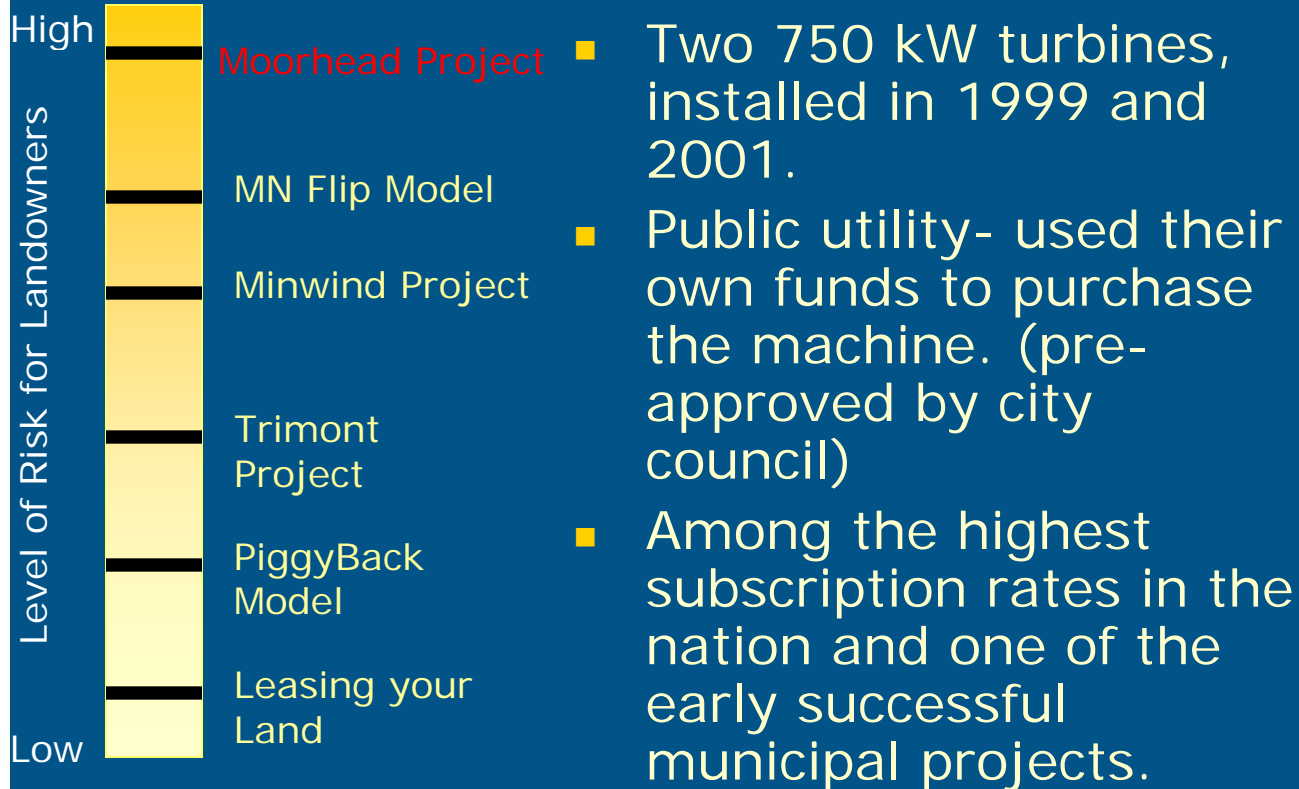 High
Level of Risk for Landowners
Low
Moorhead Project
MN Flip Model
Minwind Project
Trimont
Project
PiggyBack
Model
Leasing your
Land
Two 750 kW turbines,
installed in 1999 and
2001.
Public utility- used their
own funds to purchase
the machine. (pre-
approved by city
council)
Among the highest
subscription rates in the
nation and one of the
early successful
municipal projects.